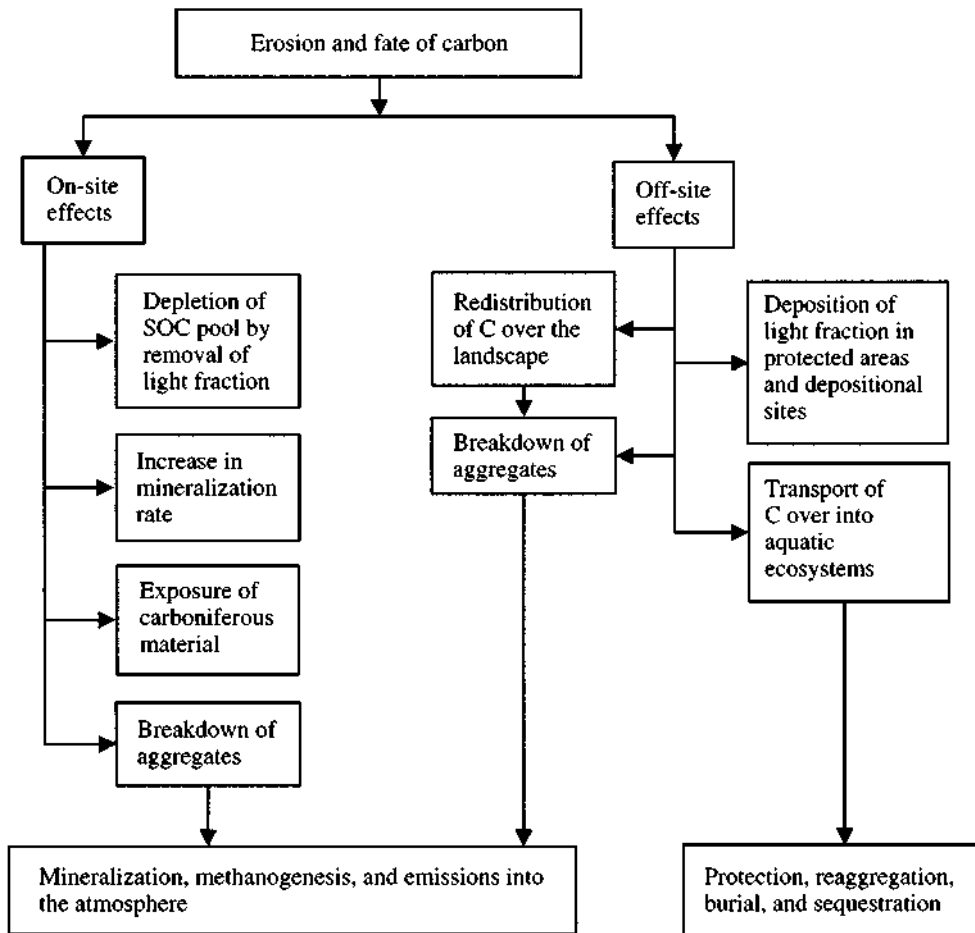 Erosion and fate of carbon
On-site
effects
Off-site
effects
Depletion of
SOC pool by
removal of
light fraction
Redistribution
of C over the
landscape
Deposition of
light fraction in
protected areas
and depositional
sites
Increase in
mineralization
rate
Breakdown of
aggregates
Transport of
C over into
aquatic
ecosystems
Exposure of
carboniferous
material
Breakdown of
aggregates
Mineralization, methanogenesis, and emissions into
the atmosphere
Protection, reaggregation,
burial, and sequestration